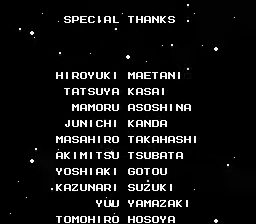 SPECIAL THANKS
HIROYUKI MAETANI
TATSUYA KASAI
MAMORU ASOSHINA
JUNICHI KANDA
MASAHIRO TAKAHASHI
AKIMITSU TSUBATA
YOSHIAKI GOTOU
KAZUNARI SUZUKI
YUU YAMAZAKI
TOMOHIRO HOSOYA